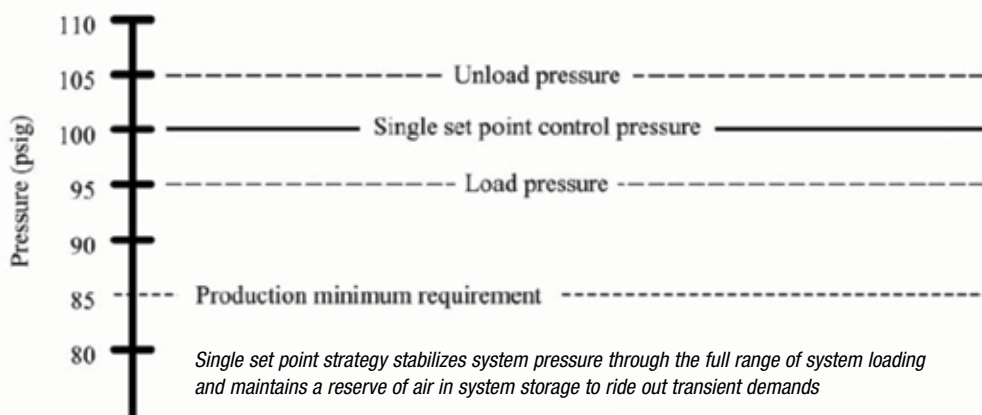 Pressure (psig)
110
105
Unload pressure
100
Single set point control pressure
95
Load pressure
90
85
Production minimum requirement
80
Single set point strategy stabilizes system pressure through the full range of system loading
and maintains a reserve of air in system storage to ride out transient demands